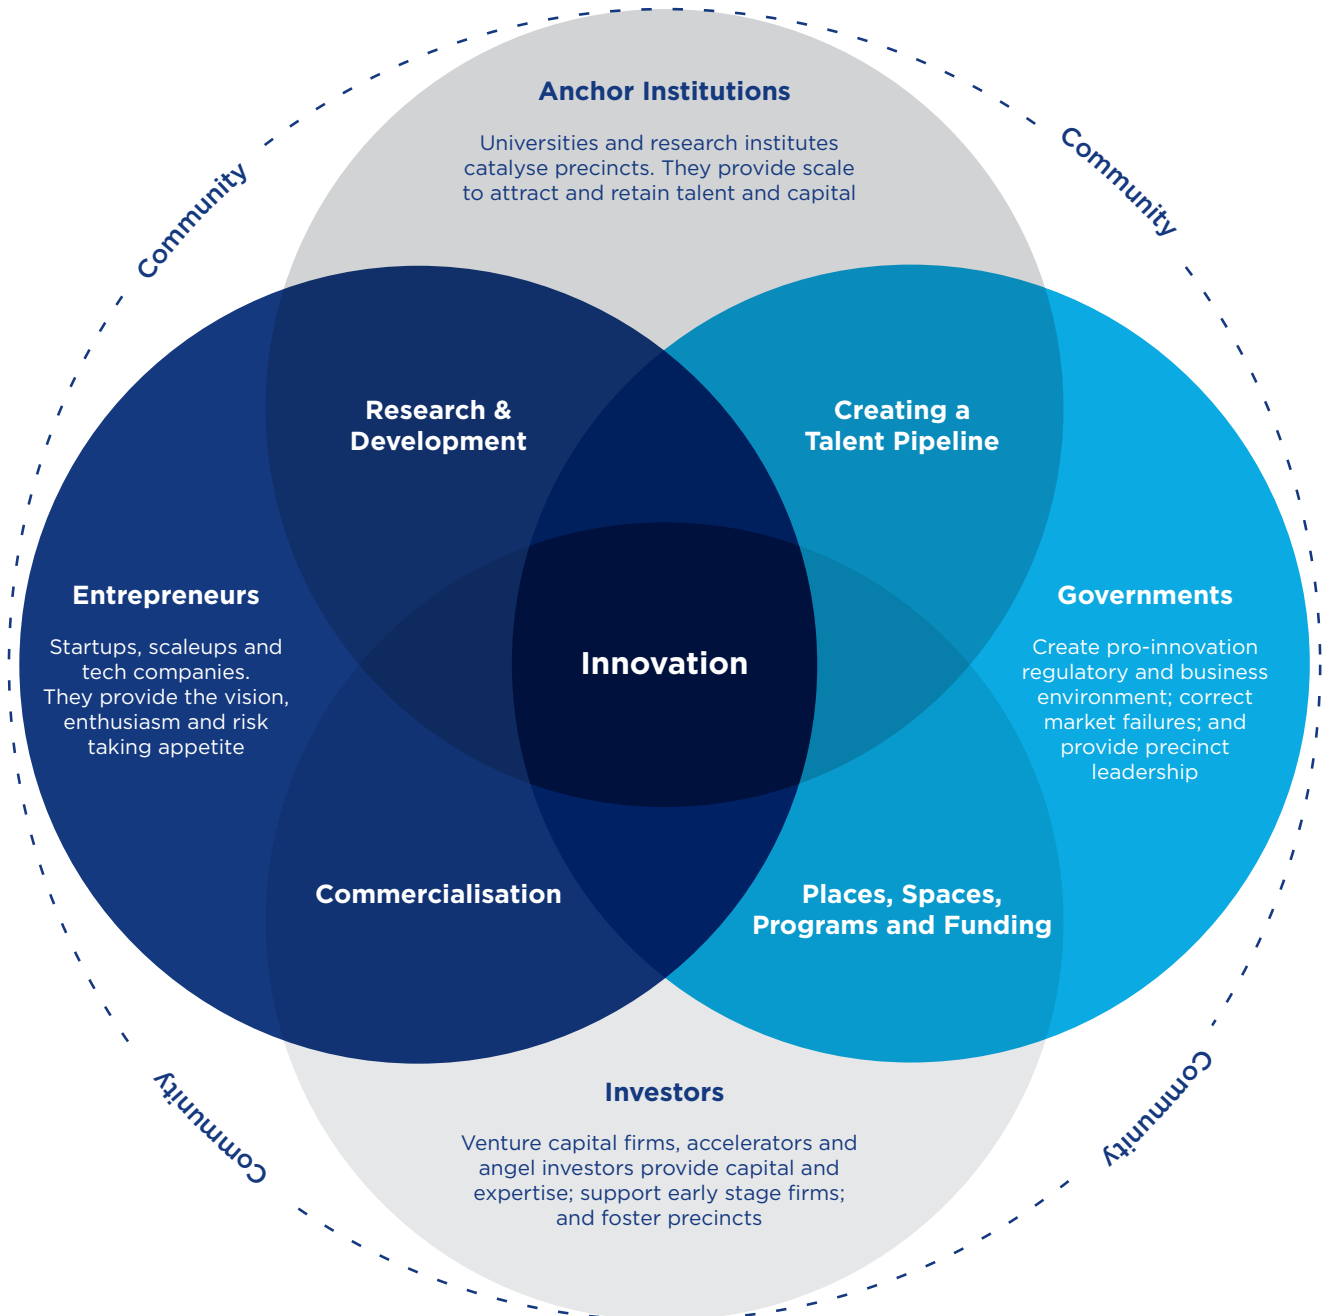 Anchor Institutions
Universities and research institutes
catalyse precincts. They provide scale
to attract and retain talent and capital
Community
Community
Research &
Development
Creating a
Talent Pipeline
Entrepreneurs
Startups, scaleups and
tech companies.
They provide the vision,
enthusiasm and risk
taking appetite
Innovation
Governments
Create pro-innovation
regulatory and business
environment; correct
market failures; and
provide precinct
leadership
Commercialisation
Places, Spaces,
Programs and Funding
Community
Community
Investors
Venture capital firms, accelerators and
angel investors provide capital and
expertise; support early stage firms;
and foster precincts